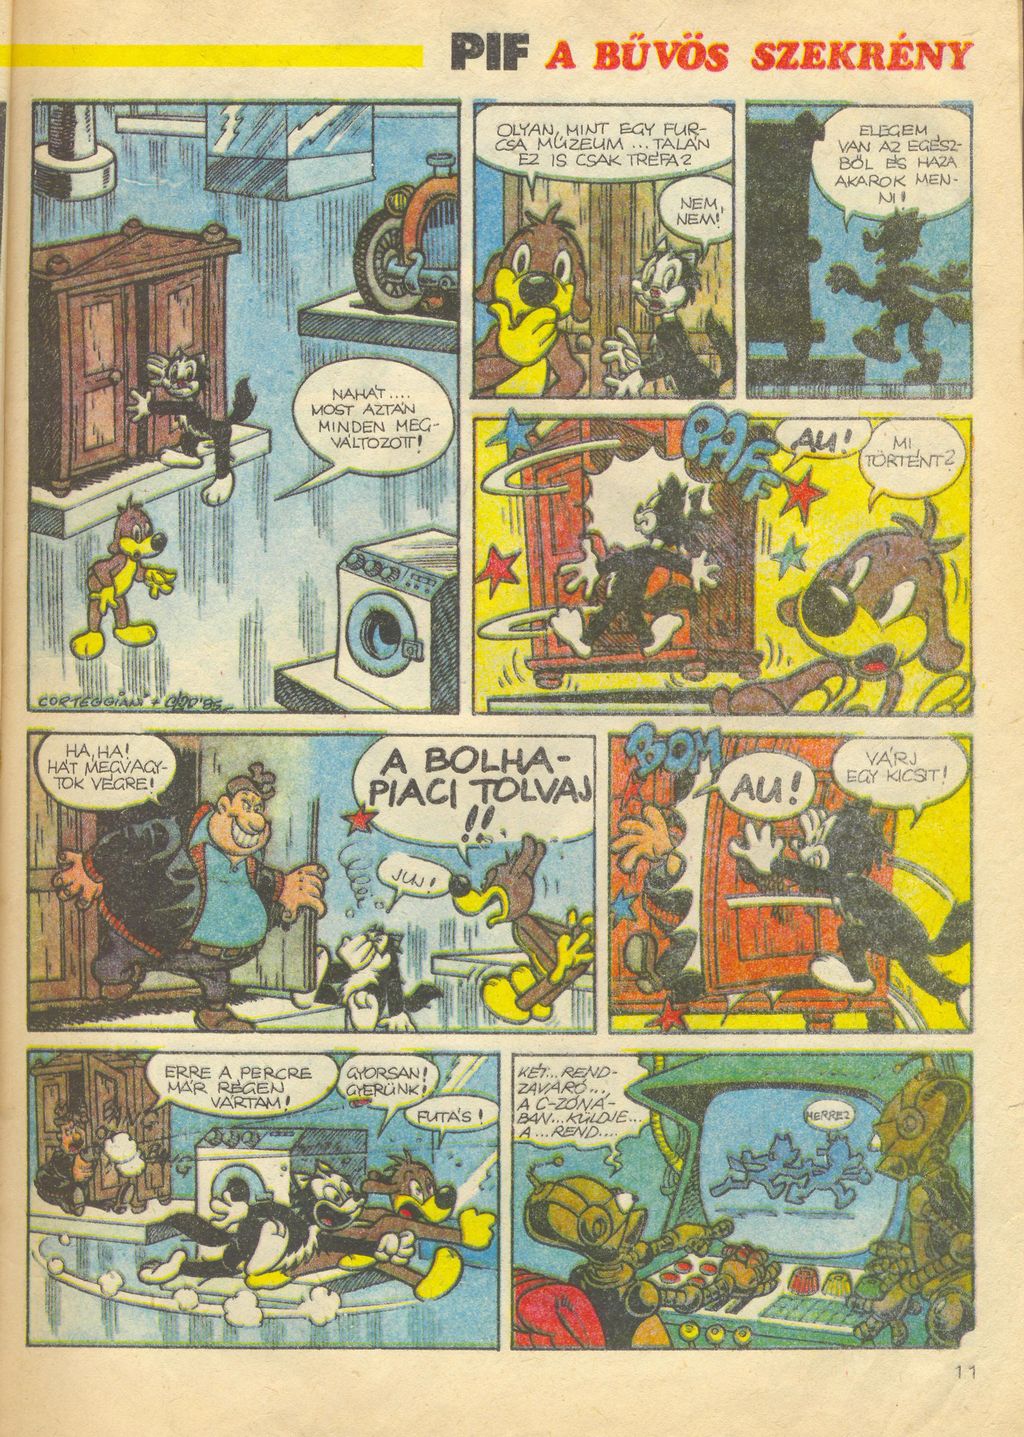 PIF A BŰVÖS SZEKRÉNY
NAHÁT....
MOST AZTÁN
MINDEN MEG-
VÁLTOZOTT!
CORTEGGIANI +
OLYAN, MINT EGY FUR-
CSA MÚZEUM ... TALÁN
EZ IS CSAK TRÉFA?
NEM,
NEM!
ELEGEM
VAN AZ EGÉSZ-
BŐL ÉS HAZA
AKAROK MEN-
NI!
PAFF
AU!
MI
TÖRTÉNT?
HA, HA!
HÁT MEGVAGY-
TOK VÉGRE!
A BOLHA-
PIACI TOLVAJ
!!
JUJ!
BOM
AU!
VÁRJ
EGY KICSIT!
ERRE A PERCRE
MÁR RÉGEN
VÁRTAM!
GYORSAN!
GYERÜNK!
FUTÁS!
BANG
KÉT...REND-
ZAVARÓ...
A C-ZÓNÁ-
BAN...KÜLDJE...
A...REND....
MERRE?
11